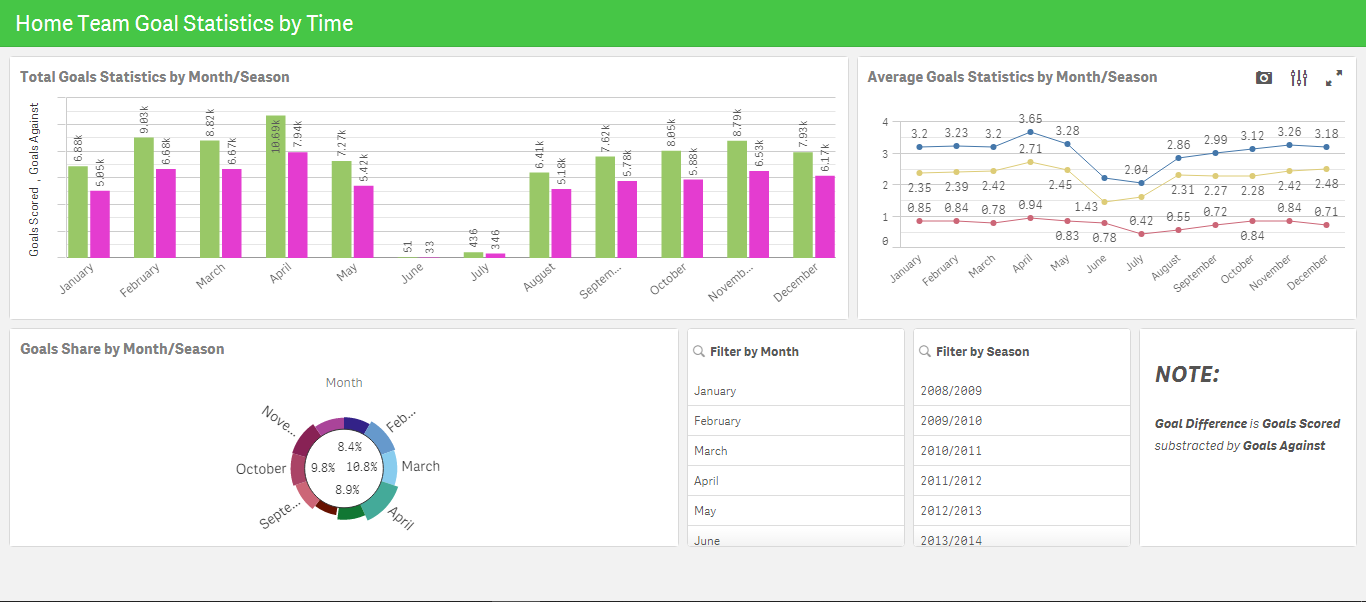 Home Team Goal Statistics by Time
Total Goals Statistics by Month/Season
Goals Scored , Goals Against
6.88k 5.05k 9.03k 6.68k 8.82k 6.67k 10.69k 7.94k 7.27k 5.42k 51 33 436 346 6.41k 5.18k 7.62k 5.78k 8.05k 5.88k 8.79k 6.53k 7.93k 6.17k
January February March April May June July August Septem... October Novemb... December
Average Goals Statistics by Month/Season
4
3
2
1
0
3.2 3.23 3.2 3.65 3.28 2.04 2.86 2.99 3.12 3.26 3.18
2.35 2.39 2.42 2.71 2.45 1.43 2.31 2.27 2.28 2.42 2.48
0.85 0.84 0.78 0.94 0.83 0.78 0.42 0.55 0.72 0.84 0.84 0.71
January February March April May June July August September October November December
Goals Share by Month/Season
Month
Nove... Feb...
8.4%
October 9.8% 10.8% March
8.9%
Septe... April
Filter by Month
January
February
March
April
May
June
Filter by Season
2008/2009
2009/2010
2010/2011
2011/2012
2012/2013
2013/2014
NOTE:
Goal Difference is Goals Scored
substracted by Goals Against